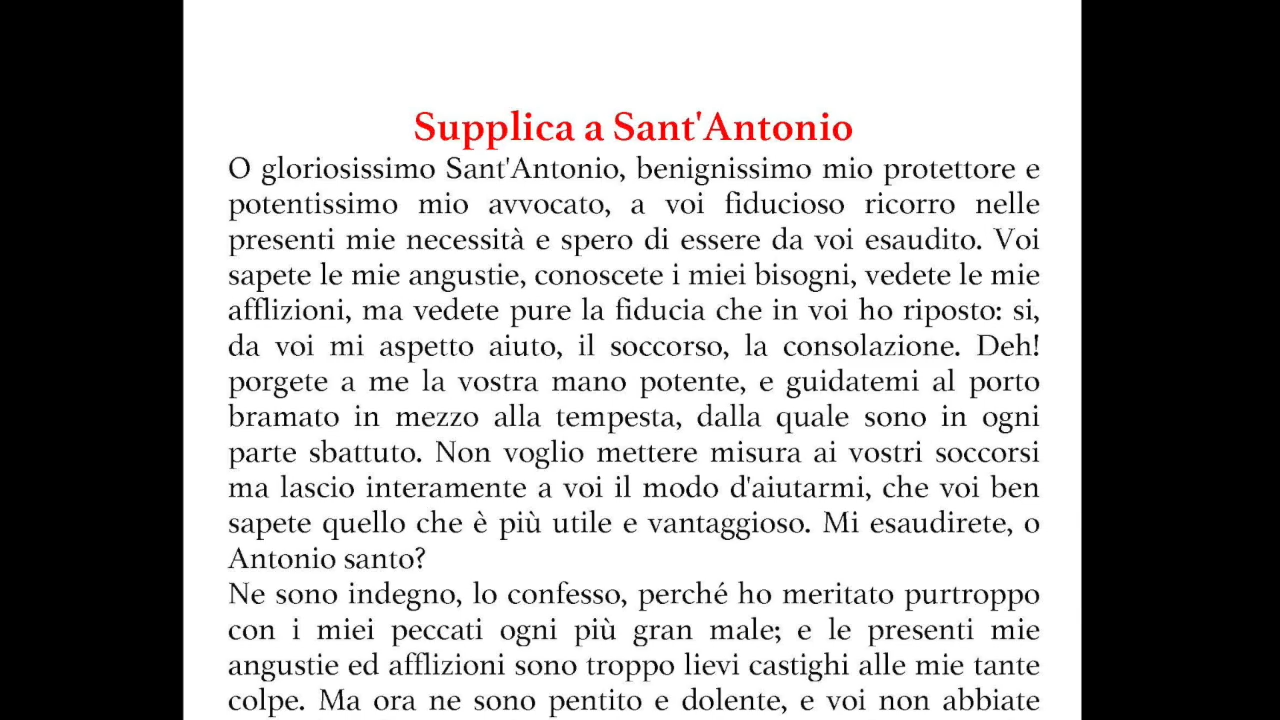 Supplica a Sant'Antonio
O gloriosissimo Sant'Antonio, benignissimo mio protettore e
potentissimo mio avvocato, a voi fiducioso ricorro nelle
presenti mie necessità e spero di essere da voi esaudito. Voi
sapete le mie angustie, conoscete i miei bisogni, vedete le mie
afflizioni, ma vedete pure la fiducia che in voi ho riposto: si,
da voi mi aspetto aiuto, il soccorso, la consolazione. Deh!
porgete a me la vostra mano potente, e guidatemi al porto
bramato in mezzo alla tempesta, dalla quale sono in ogni
parte sbattuto. Non voglio mettere misura ai vostri soccorsi
ma lascio interamente a voi il modo d'aiutarmi, che voi ben
sapete quello che è più utile e vantaggioso. Mi esaudirete, o
Antonio santo?
Ne sono indegno, lo confesso, perché ho meritato purtroppo
con i miei peccati ogni più gran male; e le presenti mie
angustie ed afflizioni sono troppo lievi castighi alle mie tante
colpe. Ma ora ne sono pentito e dolente, e voi non abbiate